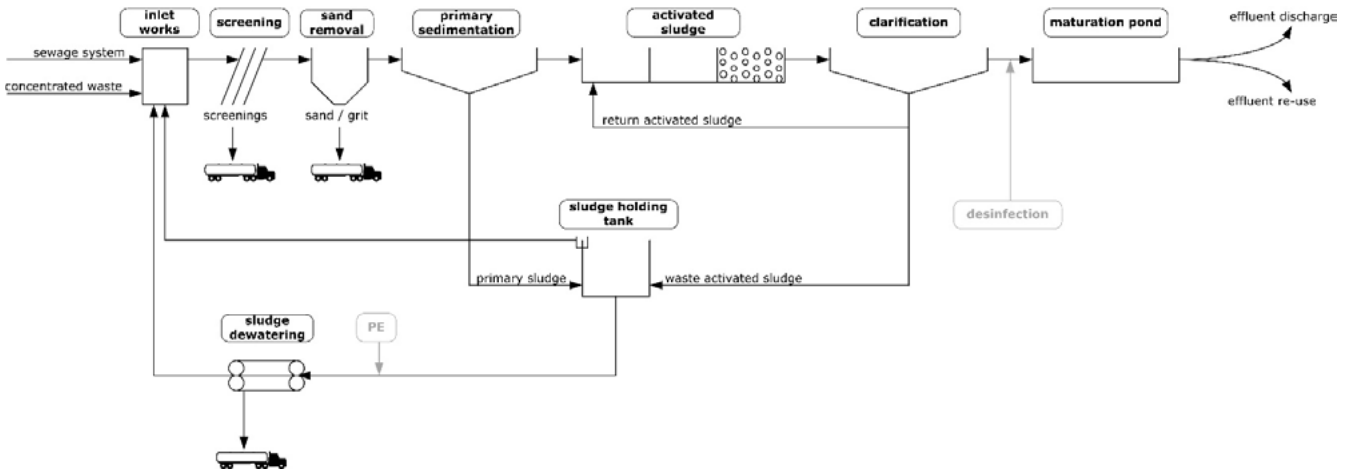 inlet
works
screening
sand
removal
primary
sedimentation
activated
sludge
clarification
maturation pond
effluent discharge
sewage system
concentrated waste
effluent re-use
screenings
sand / grit
return activated sludge
sludge holding
tank
desinfection
primary sludge
waste activated sludge
sludge
dewatering
PE